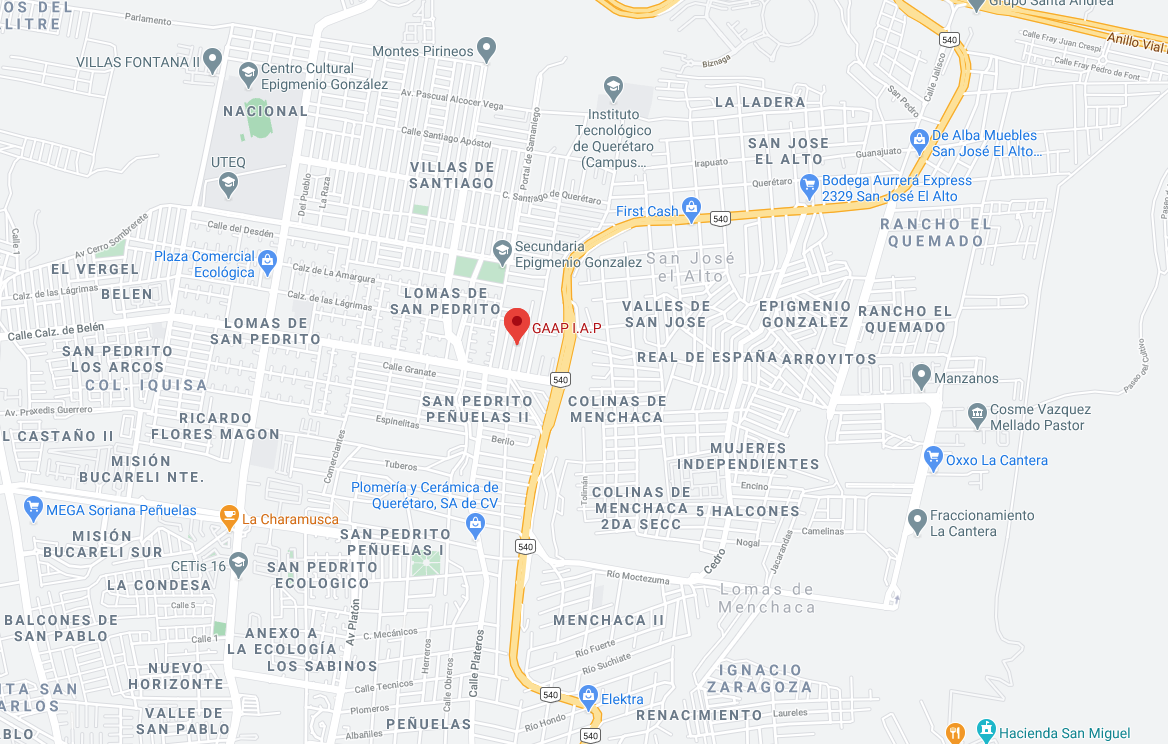 OS DEL
LITRE
Parlamento
VILLAS FONTANA II
Montes Pirineos
Grupo Santa Andrea
540
Anillo Vial
Calle Fray Juan Crespi
Calle Fray Pedro de Font
Calle Jalisco
Biznaga
San Pedro
Centro Cultural
Epigmenio González
NACIONAL
Av. Pascual Alcocer Vega
Calle Santiago Apóstol
Portal de Samaniego
Instituto
Tecnológico
de Querétaro
(Campus...
LA LADERA
SAN JOSE
EL ALTO
De Alba Muebles
San José El Alto...
Guanajuato
Irapuato
Querétaro
Bodega Aurrera Express
2329 San José El Alto
UTEQ
VILLAS DE
SANTIAGO
Del Pueblo
La Raza
C. Santiago de Querétaro
First Cash
540
RANCHO EL
QUEMADO
Calle 1
Av Cerro Sombrerete
Calle del Desdén
Plaza Comercial
Ecológica
Secundaria
Epigmenio Gonzalez
San José
el Alto
EL VERGEL
Calz de La Amargura
Calz. de las Lágrimas
BELEN
Calz. de las Lágrimas
LOMAS DE
SAN PEDRITO
VALLES DE
SAN JOSE
EPIGMENIO
GONZALEZ
RANCHO EL
QUEMADO
Calle Calz. de Belén
LOMAS DE
SAN PEDRITO
GAAP I.A.P
SAN PEDRITO
LOS ARCOS
COL. IQUISA
Calle Granate
540
REAL DE ESPAÑA
ARROYITOS
Manzanos
Paseo del Cerrito
Av. Proxedis Guerrero
RICARDO
FLORES MAGON
SAN PEDRITO
PEÑUELAS II
COLINAS DE
MENCHACA
Cosme Vazquez
Mellado Pastor
L CASTAÑO II
Espinelitas
Berilo
Comerciantes
Tuberos
MISIÓN
BUCARELI NTE.
MUJERES
INDEPENDIENTES
Oxxo La Cantera
Plomería y Cerámica de
Querétaro, SA de CV
Tolimán
Encino
COLINAS DE
MENCHACA
2DA SECC
5 HALCONES
MEGA Soriana Peñuelas
La Charamusca
Fraccionamiento
La Cantera
MISIÓN
BUCARELI SUR
SAN PEDRITO
PEÑUELAS I
540
Nogal
Camelinas
Jacarandas
Cedro
CETis 16
SAN PEDRITO
ECOLOGICO
Río Moctezuma
LA CONDESA
Lomas de
Menchaca
Calle 5
BALCONES DE
SAN PABLO
Calle 1
Av Platón
C. Mecánicos
MENCHACA II
ANEXO A
LA ECOLOGÍA
LOS SABINOS
Herreros
Calle Obreros
Calle Plateros
Río Fuerte
Río Suchiate
NUEVO
HORIZONTE
Calle Tecnicos
IGNACIO
ZARAGOZA
NTA SAN
ARLOS
540
Elektra
Plomeros
VALLE DE
SAN PABLO
PEÑUELAS
Río Hondo
RENACIMIENTO
Laureles
ABLO
Albañiles
540
Hacienda San Miguel